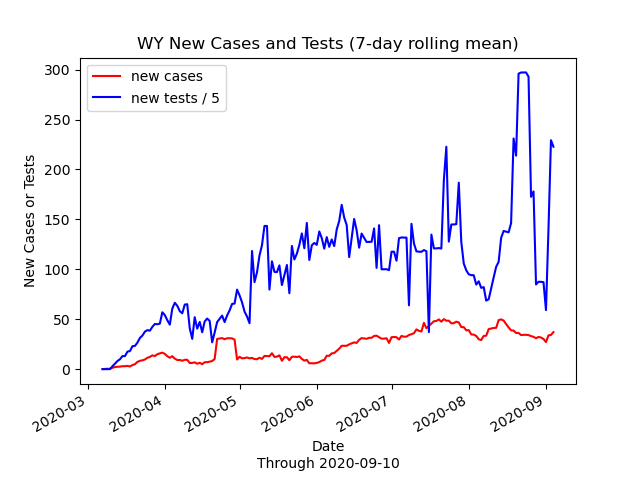 WY New Cases and Tests (7-day rolling mean)
new cases
new tests / 5
New Cases or Tests
300
250
200
150
100
50
0
2020-03
2020-04
2020-05
2020-06
2020-07
2020-08
2020-09
Date
Through 2020-09-10